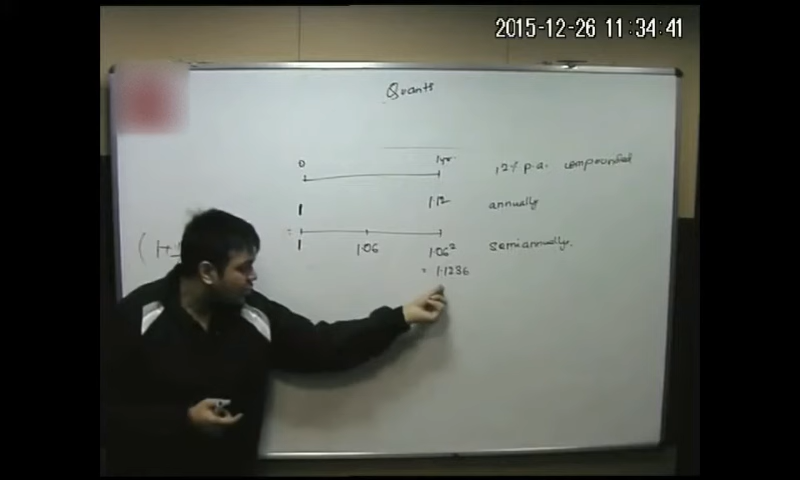 2015-12-26 11:34:41
Quants
0 1yr.
12% p.a. compounded
1 1.12 annually
1 1.06 1.06² semiannually.
= 1.1236
(1+